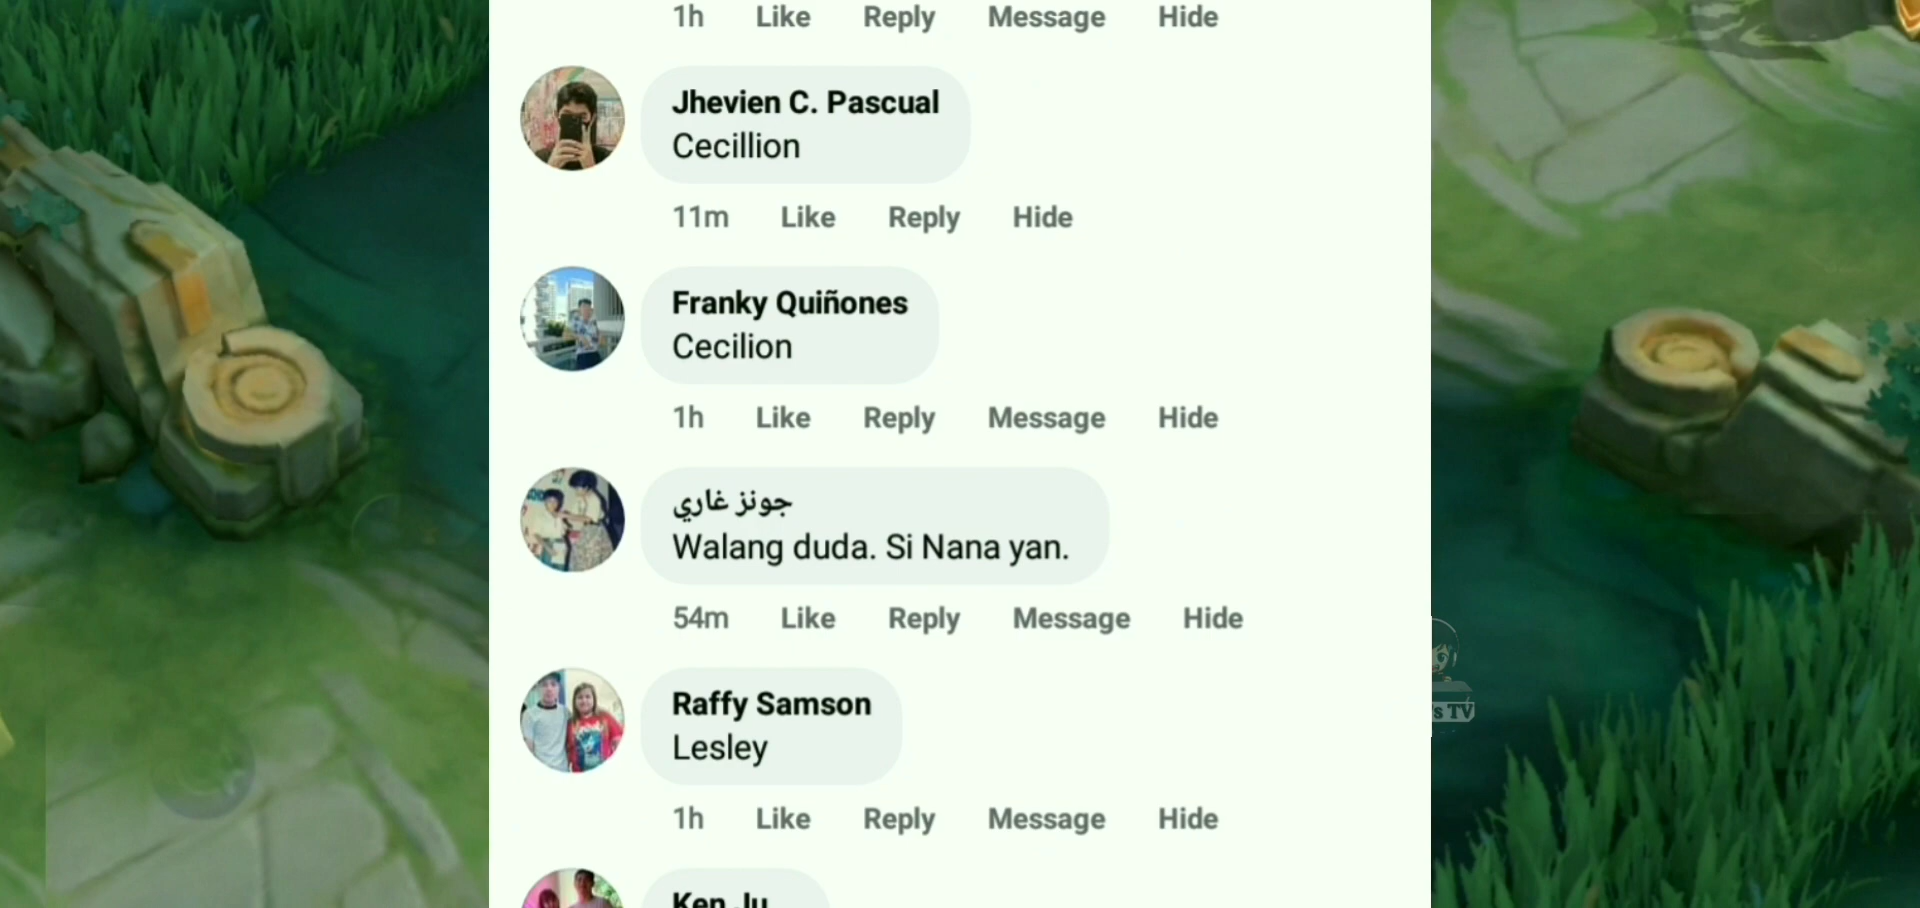 1h Like Reply Message Hide
Jhevien C. Pascual
Cecillion
11m Like Reply Hide
Franky Quiñones
Cecilion
1h Like Reply Message Hide
جونز غاري
Walang duda. Si Nana yan.
54m Like Reply Message Hide
Raffy Samson
Lesley
1h Like Reply Message Hide
Ken Ju
's TV